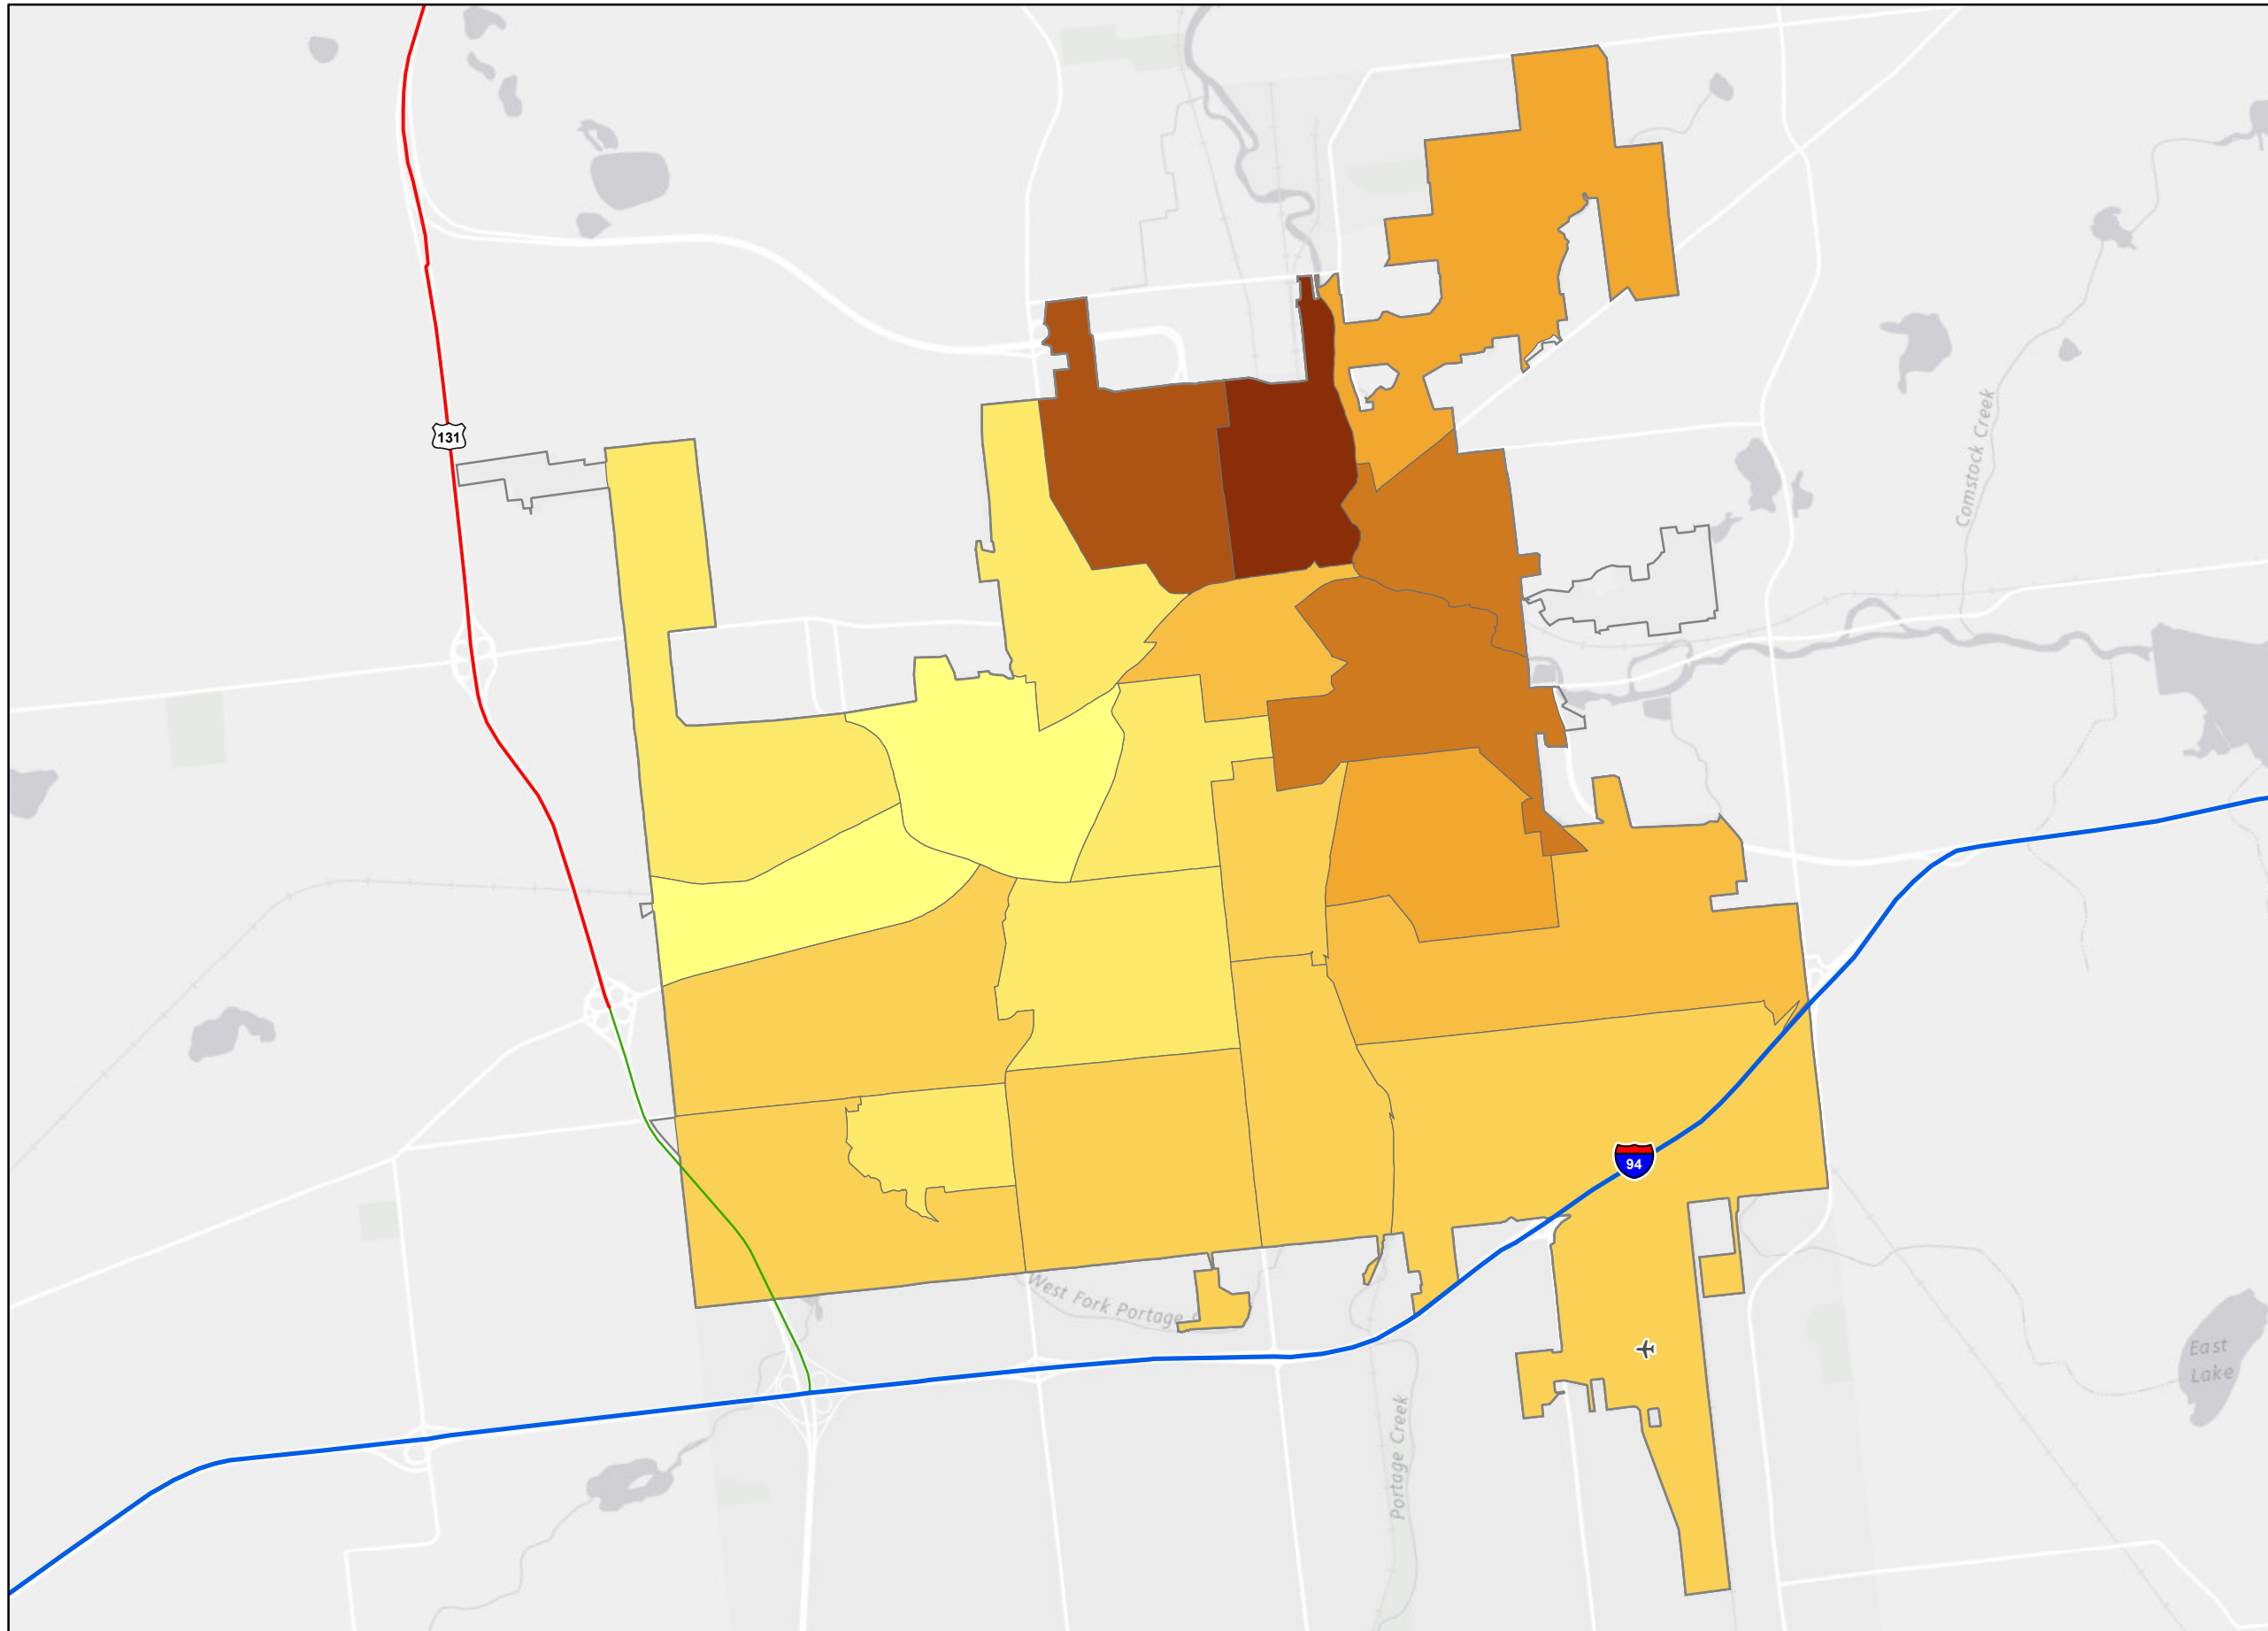 131
Comstock Creek
94
West Fork Portage
East
Lake
Portage Creek